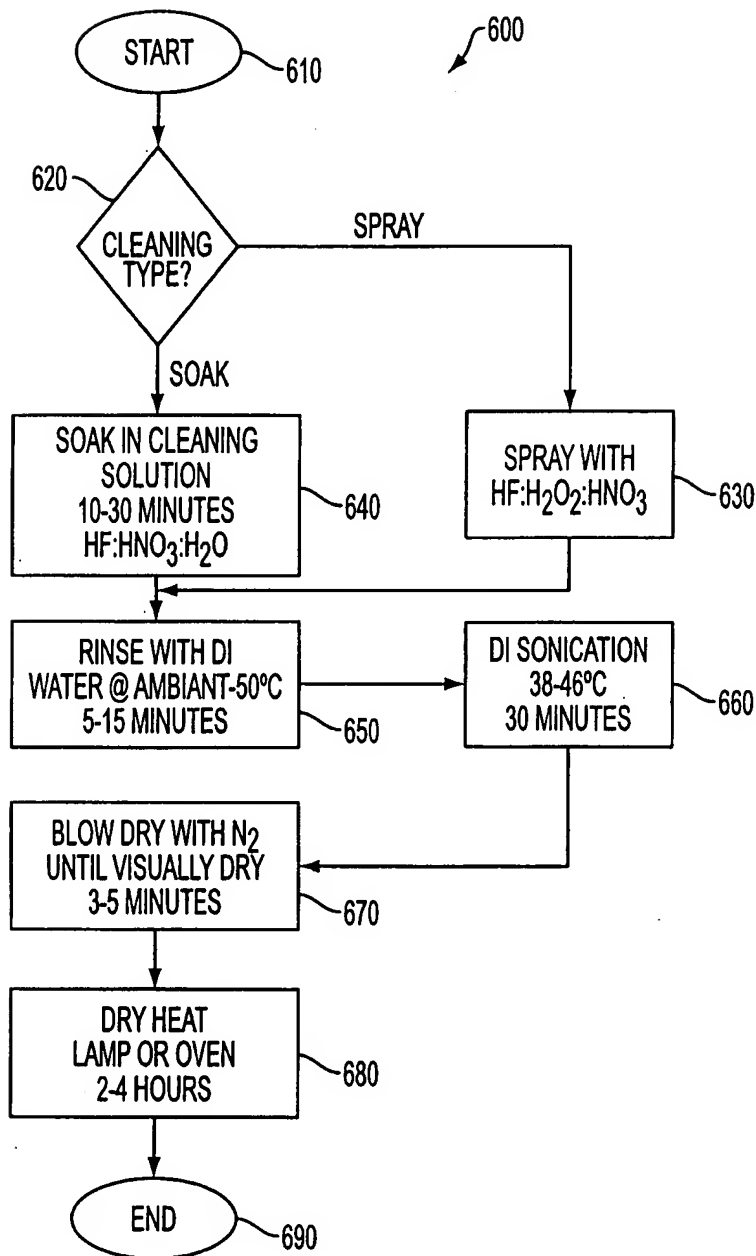 600
START
610
620
CLEANING
TYPE?
SPRAY
SOAK
SOAK IN CLEANING
SOLUTION
10-30 MINUTES
HF:HNO3:H2O
640
SPRAY WITH
HF:H2O2:HNO3
630
RINSE WITH DI
WATER @ AMBIANT-50ºC
5-15 MINUTES
650
DI SONICATION
38-46ºC
30 MINUTES
660
BLOW DRY WITH N2
UNTIL VISUALLY DRY
3-5 MINUTES
670
DRY HEAT
LAMP OR OVEN
2-4 HOURS
680
END
690